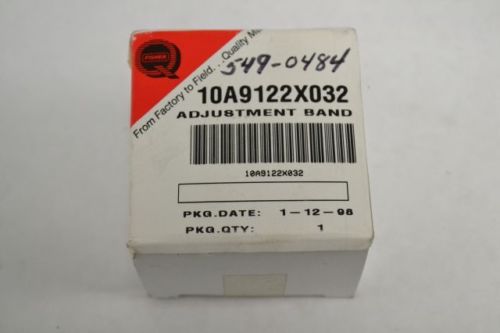 FISHER
From Factory to Field... Quality
549-0484
10A9122X032
ADJUSTMENT BAND
10A9122X032
PKG.DATE: 1-12-98
PKG.QTY: 1